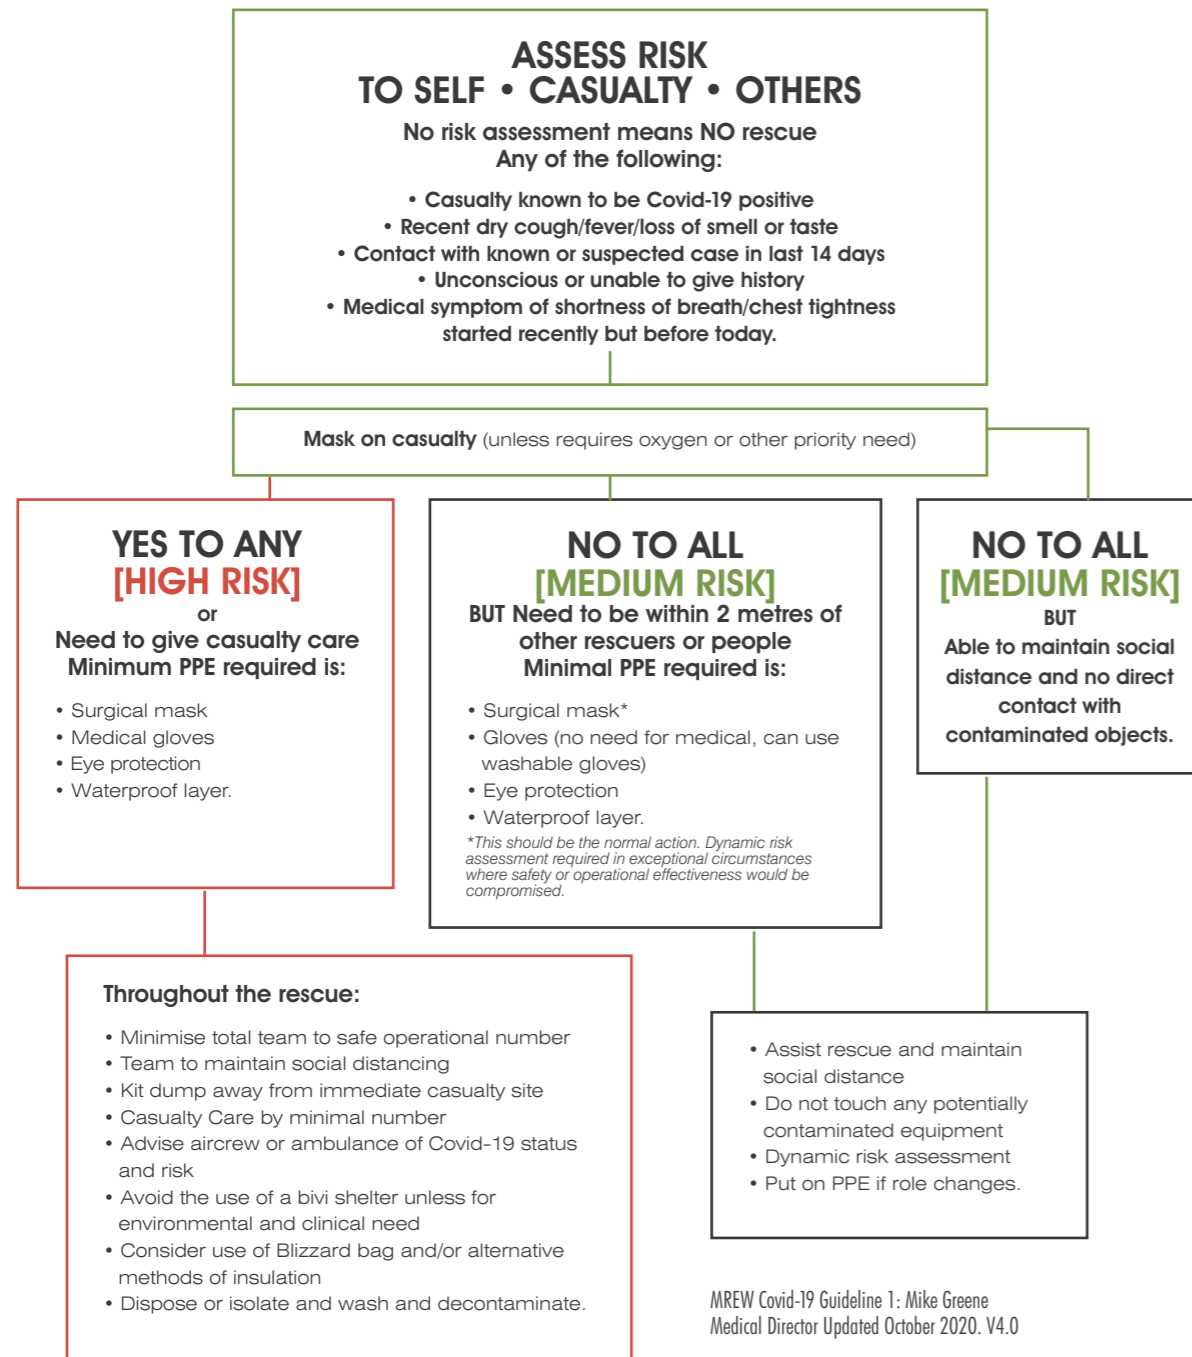 ASSESS RISK
TO SELF • CASUALTY • OTHERS
No risk assessment means NO rescue
Any of the following:
• Casualty known to be Covid-19 positive
• Recent dry cough/fever/loss of smell or taste
• Contact with known or suspected case in last 14 days
• Unconscious or unable to give history
• Medical symptom of shortness of breath/chest tightness
started recently but before today.
Mask on casualty (unless requires oxygen or other priority need)
YES TO ANY
[HIGH RISK]
or
Need to give casualty care
Minimum PPE required is:
• Surgical mask
• Medical gloves
• Eye protection
• Waterproof layer.
NO TO ALL
[MEDIUM RISK]
BUT Need to be within 2 metres of
other rescuers or people
Minimal PPE required is:
• Surgical mask*
• Gloves (no need for medical, can use
washable gloves)
• Eye protection
• Waterproof layer.
*This should be the normal action. Dynamic risk
assessment required in exceptional circumstances
where safety or operational effectiveness would be
compromised.
NO TO ALL
[MEDIUM RISK]
BUT
Able to maintain social
distance and no direct
contact with
contaminated objects.
Throughout the rescue:
• Minimise total team to safe operational number
• Team to maintain social distancing
• Kit dump away from immediate casualty site
• Casualty Care by minimal number
• Advise aircrew or ambulance of Covid-19 status
and risk
• Avoid the use of a bivi shelter unless for
environmental and clinical need
• Consider use of Blizzard bag and/or alternative
methods of insulation
• Dispose or isolate and wash and decontaminate.
• Assist rescue and maintain
social distance
• Do not touch any potentially
contaminated equipment
• Dynamic risk assessment
• Put on PPE if role changes.
MREW Covid-19 Guideline 1: Mike Greene
Medical Director Updated October 2020. V4.0